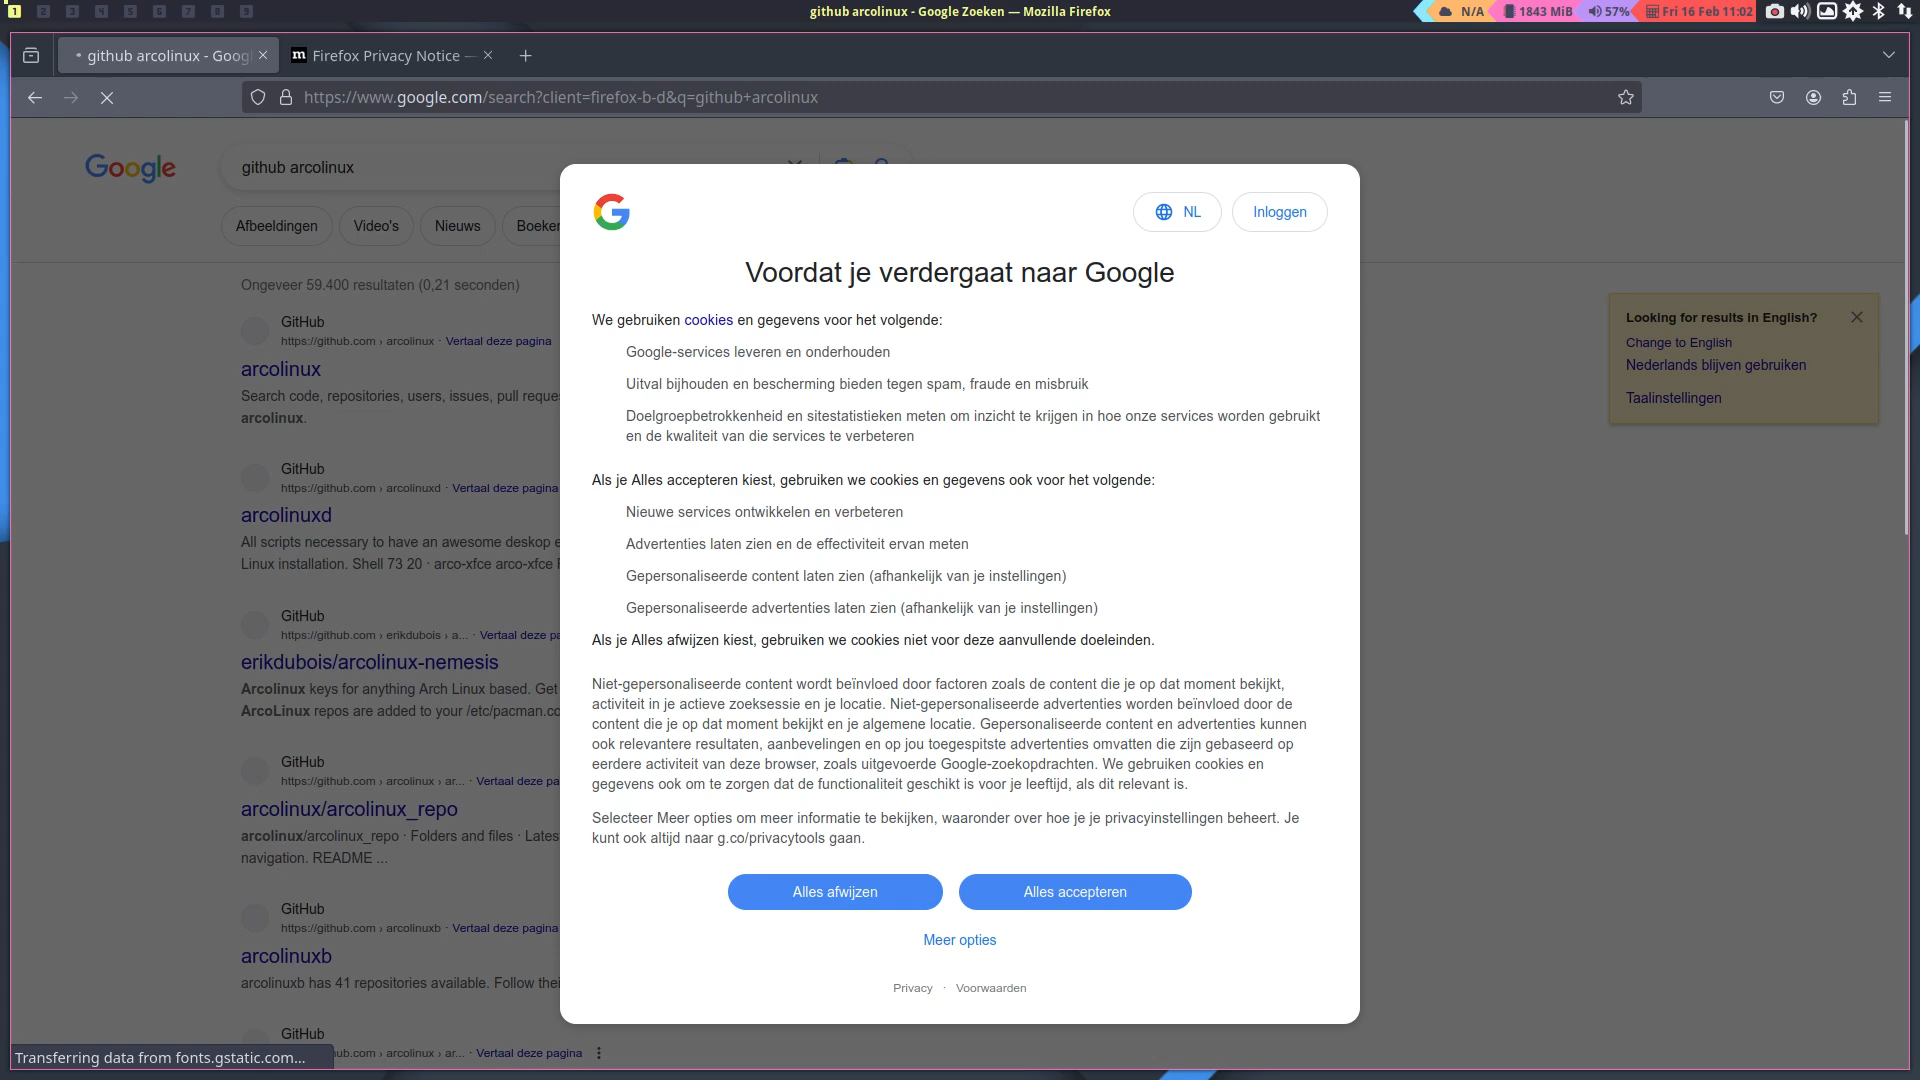 1 2 3 4 5 6 7 8 9
github arcolinux - Google Zoeken — Mozilla Firefox
N/A 1843 MiB 57% Fri 16 Feb 11:02
github arcolinux - Goog
Firefox Privacy Notice —
https://www.google.com/search?client=firefox-b-d&q=github+arcolinux
Google
github arcolinux
Afbeeldingen
Video's
Nieuws
Boeken
Ongeveer 59.400 resultaten (0,21 seconden)
GitHub
https://github.com › arcolinux · Vertaal deze pagina
arcolinux
Search code, repositories, users, issues, pull reque
arcolinux.
GitHub
https://github.com › arcolinuxd · Vertaal deze pagina
arcolinuxd
All scripts necessary to have an awesome deskop e
Linux installation. Shell 73 20 · arco-xfce arco-xfce
GitHub
https://github.com › erikdubois › a... · Vertaal deze pa
erikdubois/arcolinux-nemesis
Arcolinux keys for anything Arch Linux based. Get
ArcoLinux repos are added to your /etc/pacman.co
GitHub
https://github.com › arcolinux › ar... · Vertaal deze pa
arcolinux/arcolinux_repo
arcolinux/arcolinux_repo · Folders and files · Lates
navigation. README ...
GitHub
https://github.com › arcolinuxb · Vertaal deze pagina
arcolinuxb
arcolinuxb has 41 repositories available. Follow thei
GitHub
ub.com › arcolinux › ar... · Vertaal deze pagina
Transferring data from fonts.gstatic.com...
NL
Inloggen
Voordat je verdergaat naar Google
We gebruiken cookies en gegevens voor het volgende:
Google-services leveren en onderhouden
Uitval bijhouden en bescherming bieden tegen spam, fraude en misbruik
Doelgroepbetrokkenheid en sitestatistieken meten om inzicht te krijgen in hoe onze services worden gebruikt
en de kwaliteit van die services te verbeteren
Als je Alles accepteren kiest, gebruiken we cookies en gegevens ook voor het volgende:
Nieuwe services ontwikkelen en verbeteren
Advertenties laten zien en de effectiviteit ervan meten
Gepersonaliseerde content laten zien (afhankelijk van je instellingen)
Gepersonaliseerde advertenties laten zien (afhankelijk van je instellingen)
Als je Alles afwijzen kiest, gebruiken we cookies niet voor deze aanvullende doeleinden.
Niet-gepersonaliseerde content wordt beïnvloed door factoren zoals de content die je op dat moment bekijkt,
activiteit in je actieve zoeksessie en je locatie. Niet-gepersonaliseerde advertenties worden beïnvloed door de
content die je op dat moment bekijkt en je algemene locatie. Gepersonaliseerde content en advertenties kunnen
ook relevantere resultaten, aanbevelingen en op jou toegespitste advertenties omvatten die zijn gebaseerd op
eerdere activiteit van deze browser, zoals uitgevoerde Google-zoekopdrachten. We gebruiken cookies en
gegevens ook om te zorgen dat de functionaliteit geschikt is voor je leeftijd, als dit relevant is.
Selecteer Meer opties om meer informatie te bekijken, waaronder over hoe je je privacyinstellingen beheert. Je
kunt ook altijd naar g.co/privacytools gaan.
Alles afwijzen
Alles accepteren
Meer opties
Privacy · Voorwaarden
Looking for results in English?
Change to English
Nederlands blijven gebruiken
Taalinstellingen